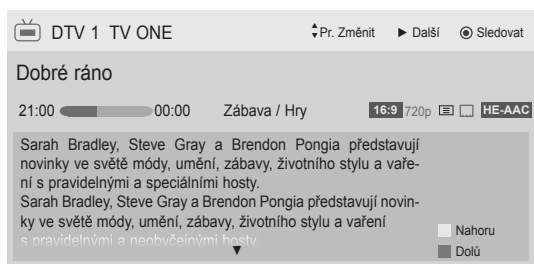 DTV 1 TV ONE Pr. Změnit Další Sledovat
Dobré ráno
21:00 00:00 Zábava / Hry 16:9 720p HE-AAC
Sarah Bradley, Steve Gray a Brendon Pongia představují
novinky ve světě módy, umění, zábavy, životního stylu a vaře-
ní s pravidelnými a speciálními hosty.
Sarah Bradley, Steve Gray a Brendon Pongia představují novin-
ky ve světě módy, umění, zábavy, životního stylu a vaření
s pravidelnými a neobyčejnými hosty.
Nahoru
Dolů